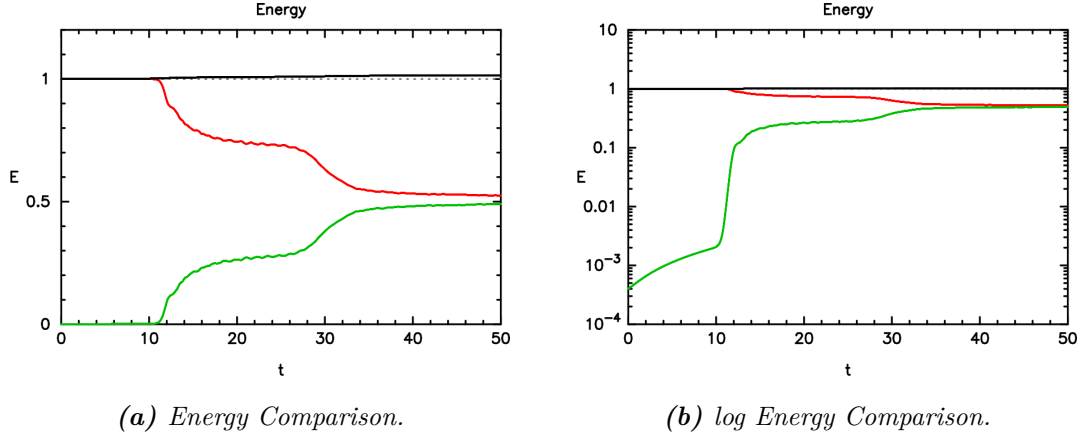 Energy
1
0.5
0
E
0 10 20 30 40 50
t
(a) Energy Comparison.
Energy
10
1
0.1
0.01
10⁻³
10⁻⁴
E
0 10 20 30 40 50
t
(b) log Energy Comparison.